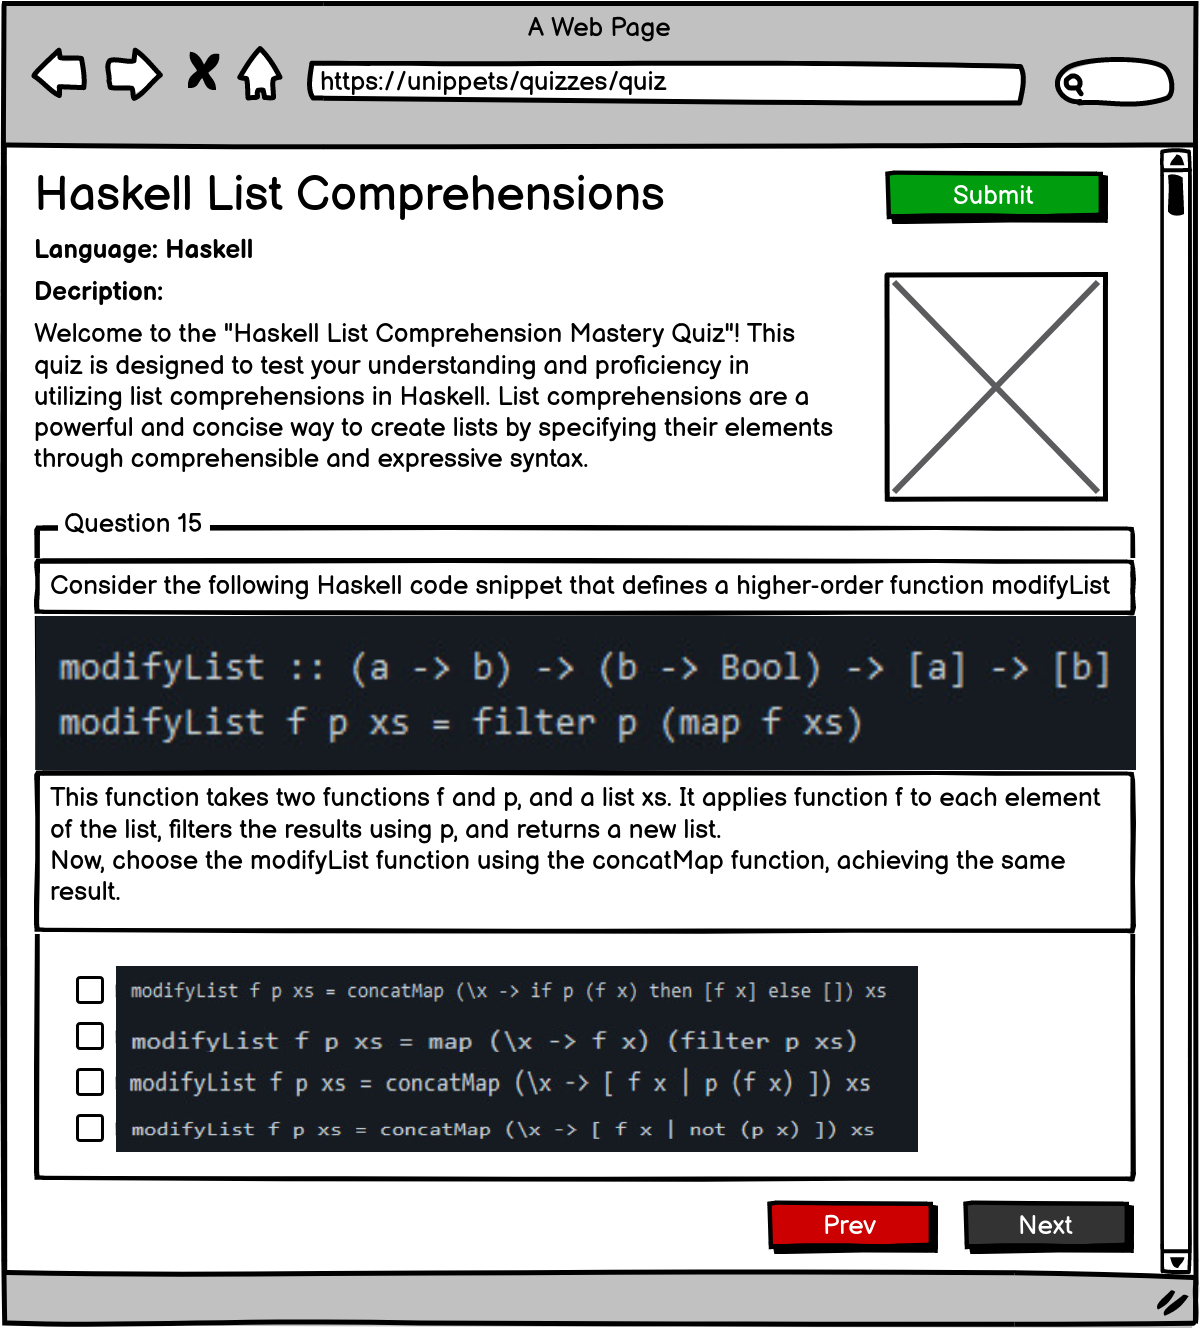 A Web Page
https://unippets/quizzes/quiz
Haskell List Comprehensions
Submit
Language: Haskell
Decription:
Welcome to the "Haskell List Comprehension Mastery Quiz"! This
quiz is designed to test your understanding and proficiency in
utilizing list comprehensions in Haskell. List comprehensions are a
powerful and concise way to create lists by specifying their elements
through comprehensible and expressive syntax.
Question 15
Consider the following Haskell code snippet that defines a higher-order function modifyList
modifyList :: (a -> b) -> (b -> Bool) -> [a] -> [b]
modifyList f p xs = filter p (map f xs)
This function takes two functions f and p, and a list xs. It applies function f to each element
of the list, filters the results using p, and returns a new list.
Now, choose the modifyList function using the concatMap function, achieving the same
result.
modifyList f p xs = concatMap (\x -> if p (f x) then [f x] else []) xs
modifyList f p xs = map (\x -> f x) (filter p xs)
modifyList f p xs = concatMap (\x -> [ f x | p (f x) ]) xs
modifyList f p xs = concatMap (\x -> [ f x | not (p x) ]) xs
Prev
Next